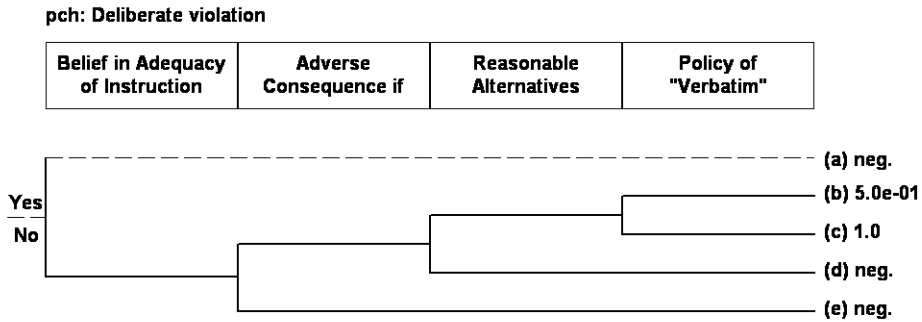 pch: Deliberate violation
Belief in Adequacy
of Instruction
Adverse
Consequence if
Reasonable
Alternatives
Policy of
"Verbatim"
(a) neg.
Yes
(b) 5.0e-01
No
(c) 1.0
(d) neg.
(e) neg.